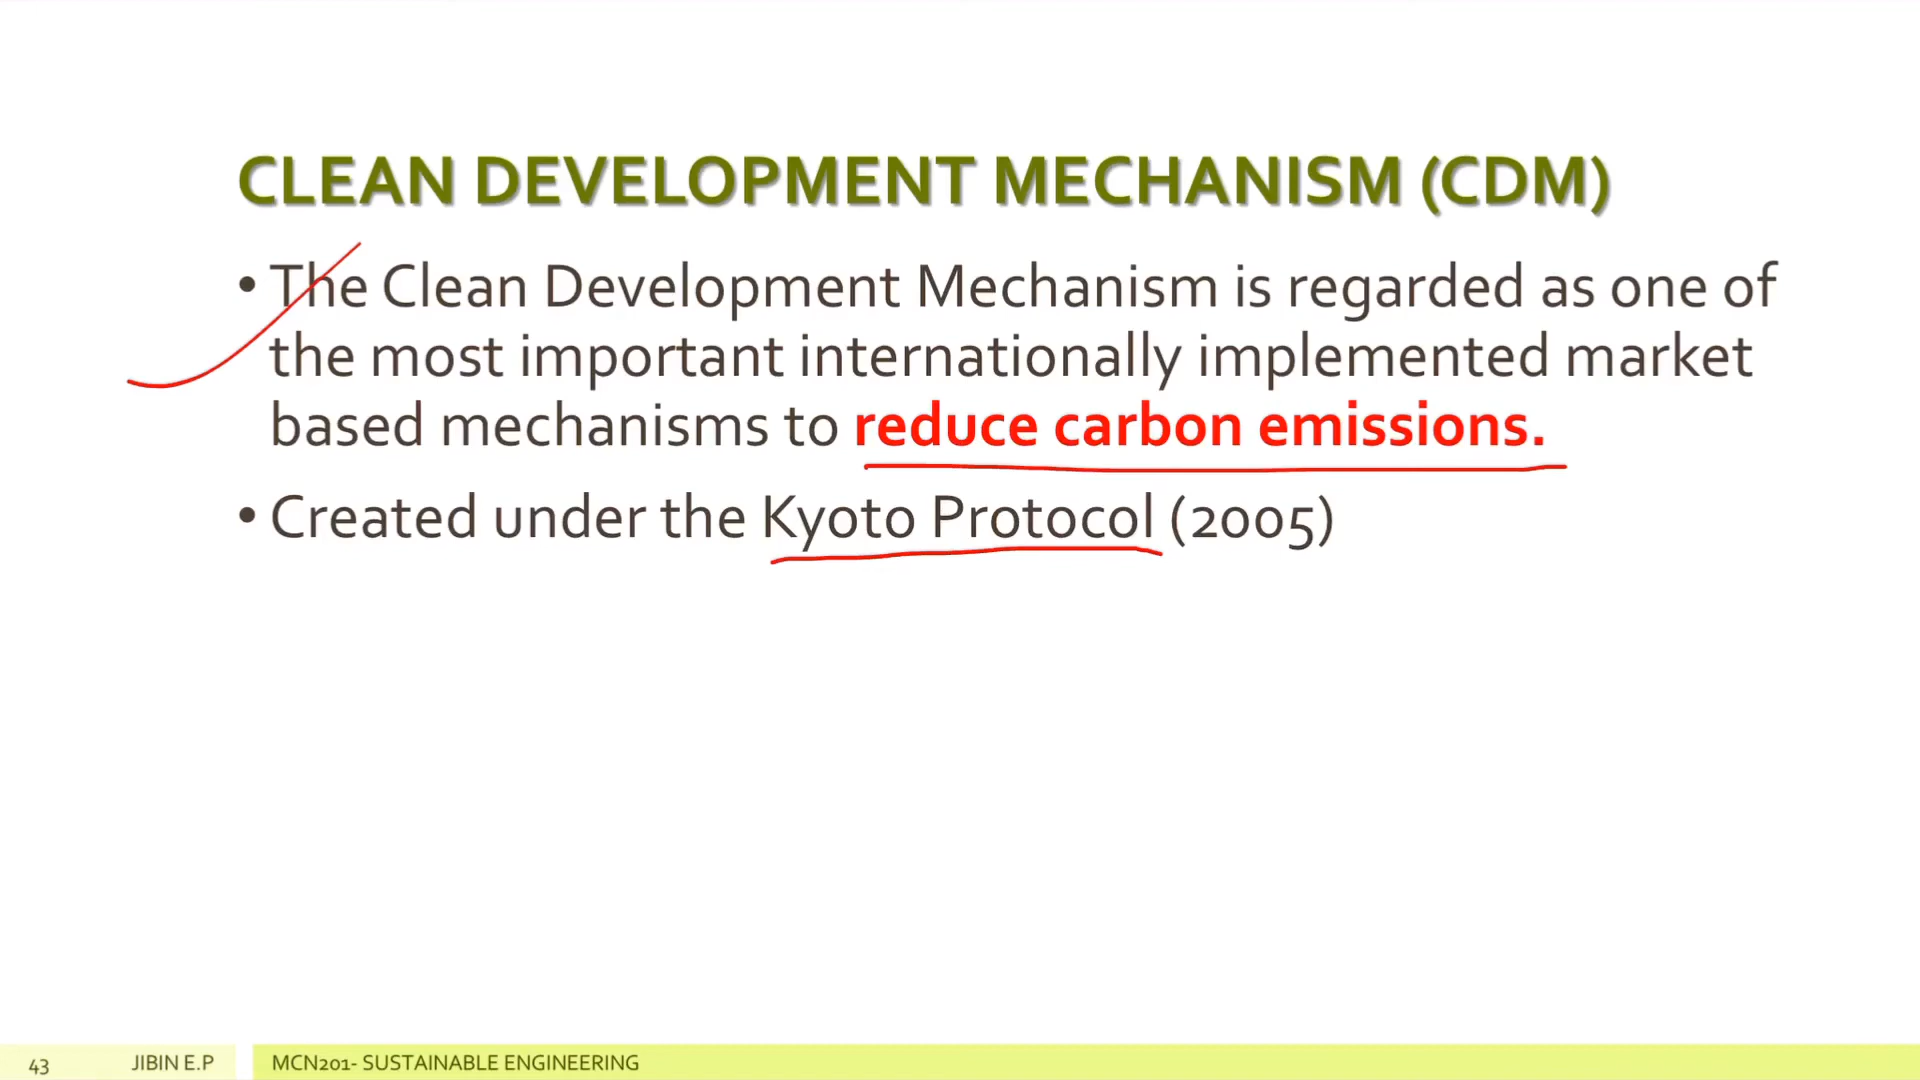 CLEAN DEVELOPMENT MECHANISM (CDM)
• The Clean Development Mechanism is regarded as one of
the most important internationally implemented market
based mechanisms to reduce carbon emissions.
• Created under the Kyoto Protocol (2005)
43 JIBIN E.P MCN201- SUSTAINABLE ENGINEERING